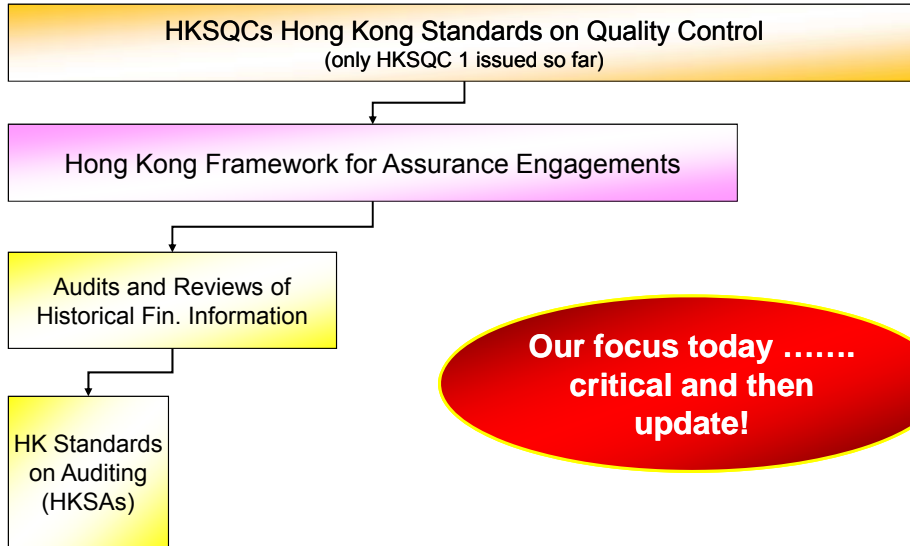 HKSQCs Hong Kong Standards on Quality Control
(only HKSQC 1 issued so far)
Hong Kong Framework for Assurance Engagements
Audits and Reviews of
Historical Fin. Information
Our focus today …….
critical and then
update!
HK Standards
on Auditing
(HKSAs)